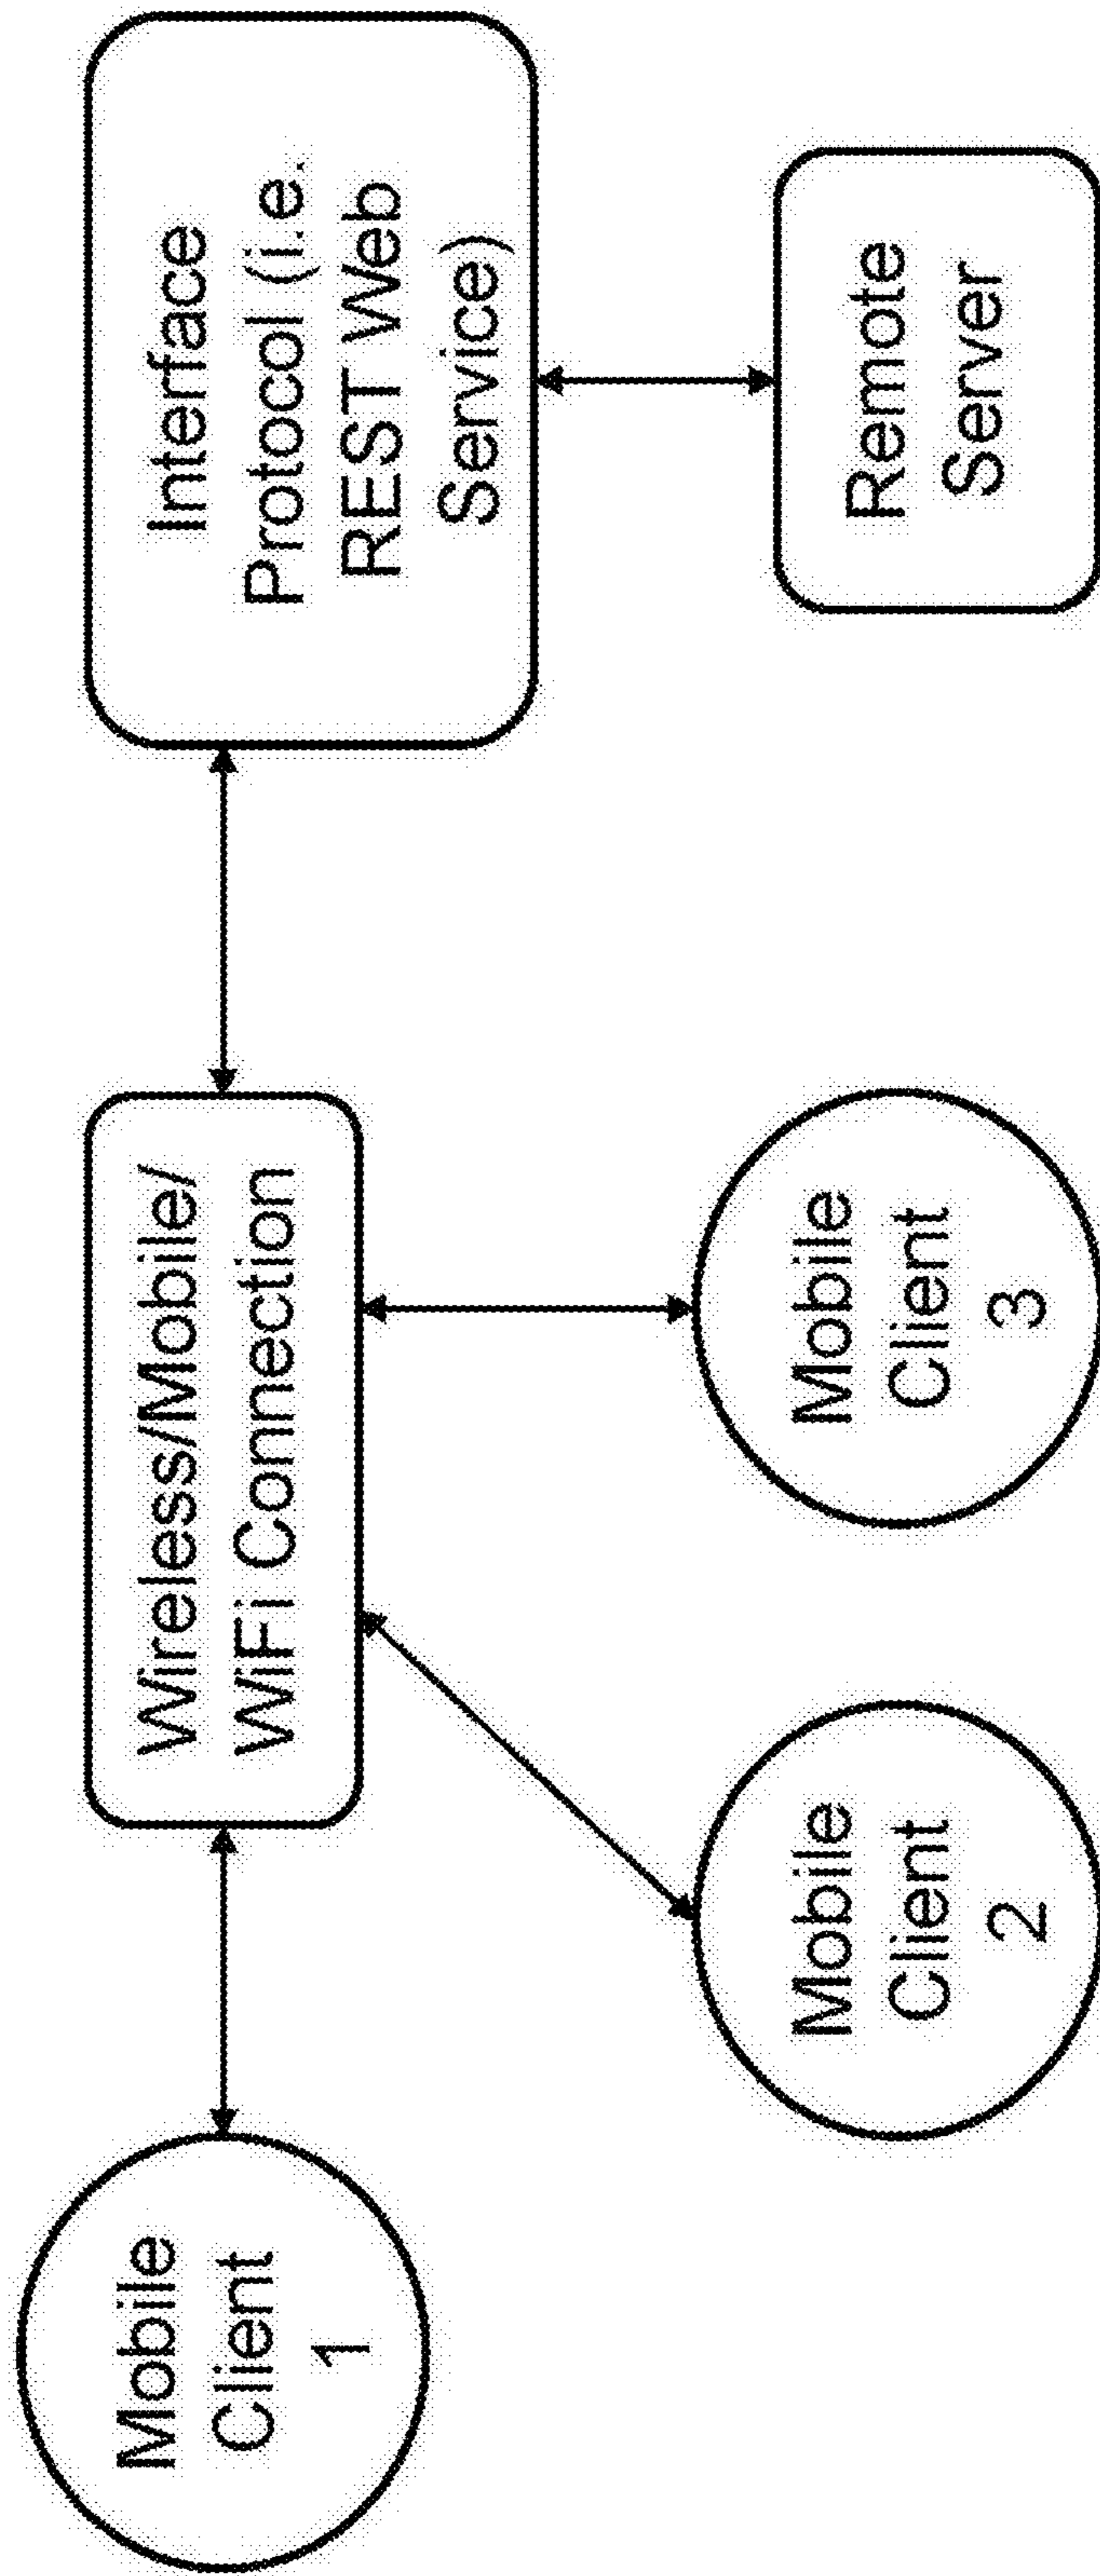 Mobile
Client
1
Wireless/Mobile/
WiFi Connection
Interface
Protocol (i.e.
REST Web
Service)
Mobile
Client
2
Mobile
Client
3
Remote
Server